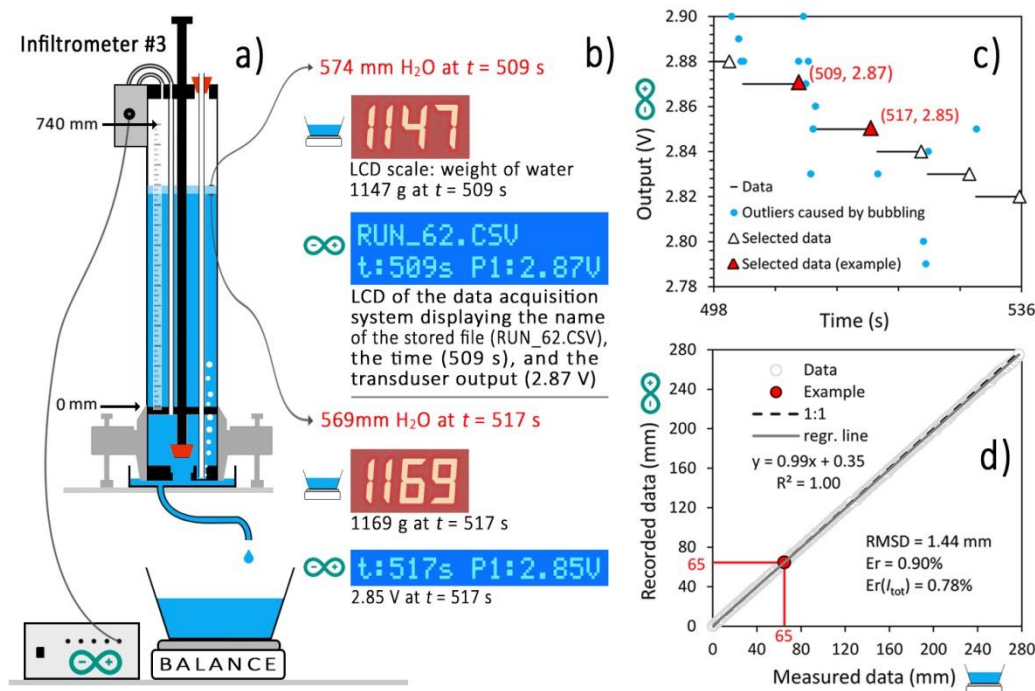 Infiltrometer #3
a)
740 mm
0 mm
BALANCE
b)
574 mm H₂O at t = 509 s
1147
LCD scale: weight of water
1147 g at t = 509 s
RUN_62.CSV
t:509s P1:2.87V
LCD of the data acquisition
system displaying the name
of the stored file (RUN_62.CSV),
the time (509 s), and the
transduser output (2.87 V)
569mm H₂O at t = 517 s
1169
1169 g at t = 517 s
t:517s P1:2.85V
2.85 V at t = 517 s
c)
2.90
2.88
2.86
2.84
2.82
2.80
2.78
Output (V)
(509, 2.87)
(517, 2.85)
Data
Outliers caused by bubbling
Selected data
Selected data (example)
498
536
Time (s)
d)
280
240
200
160
120
80
40
0
65
Recorded data (mm)
Data
Example
1:1
regr. line
y = 0.99x + 0.35
R² = 1.00
RMSD = 1.44 mm
Er = 0.90%
Er(Iₜₒₜ) = 0.78%
65
0 40 80 120 160 200 240 280
Measured data (mm)